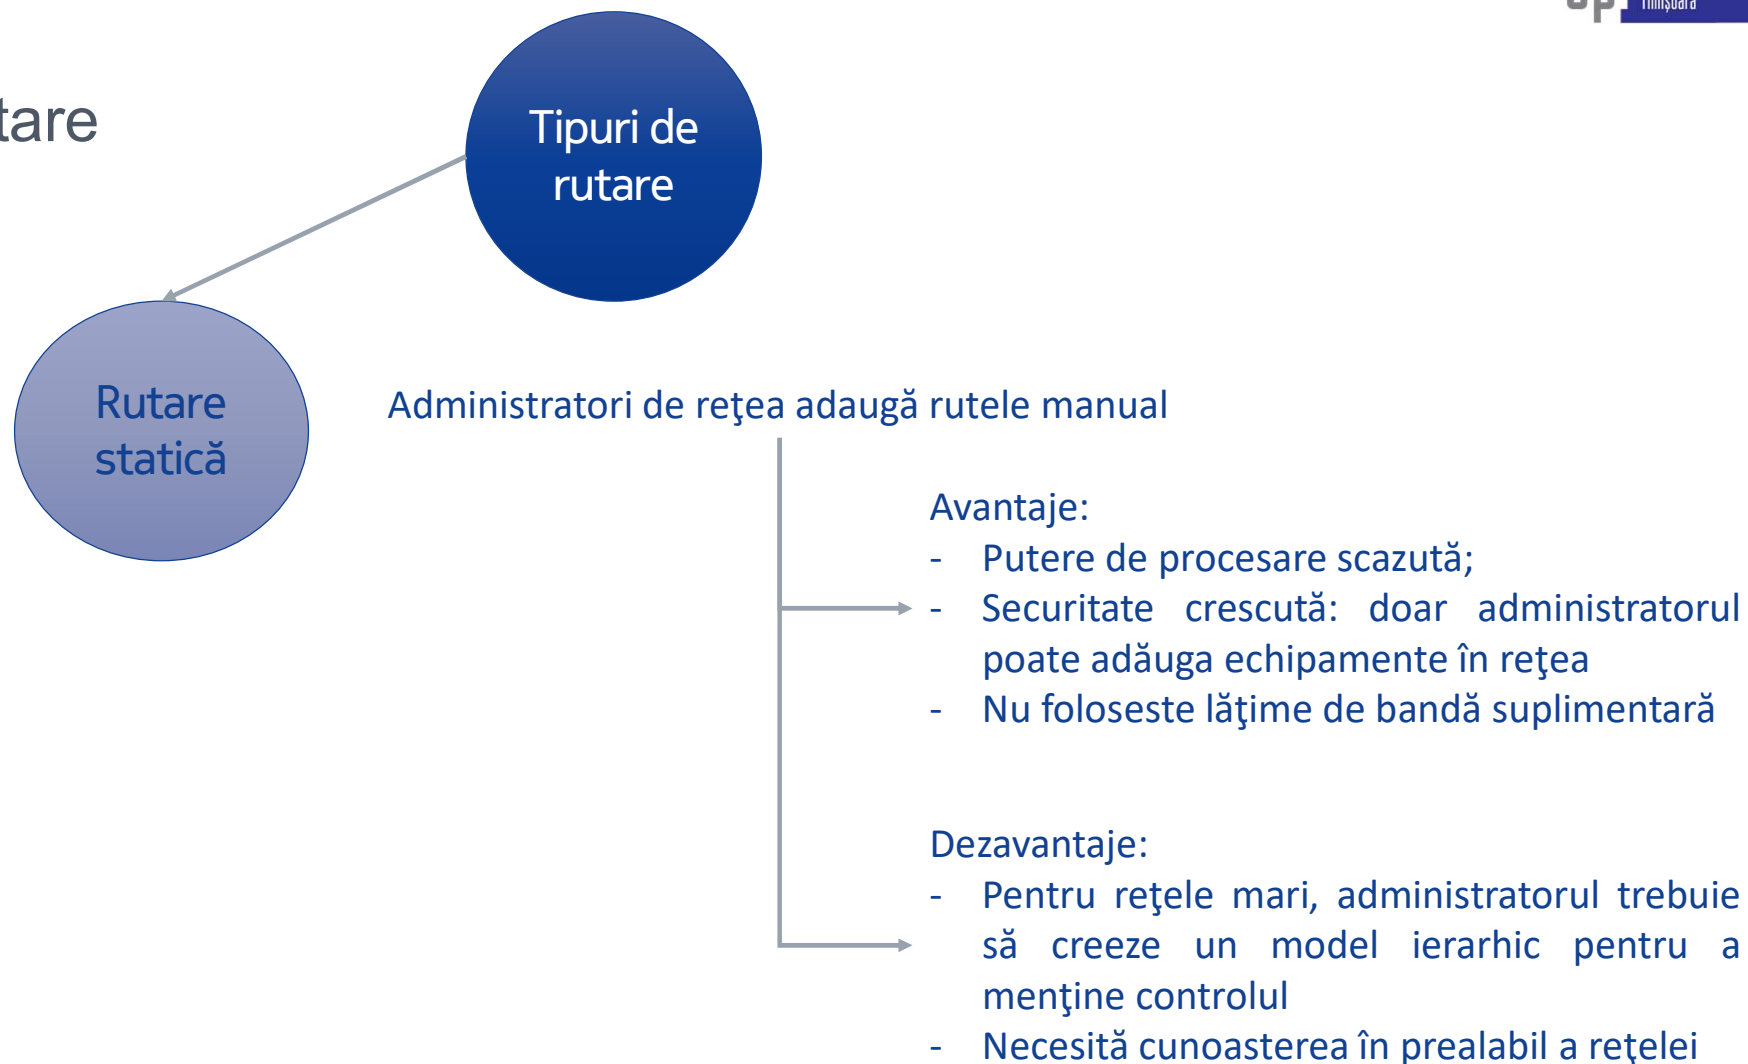 Timișoara
tare
Tipuri de
rutare
Rutare
statică
Administratori de reţea adaugă rutele manual
Avantaje:
- Putere de procesare scazută;
- Securitate crescută: doar administratorul
poate adăuga echipamente în reţea
- Nu foloseste lăţime de bandă suplimentară
Dezavantaje:
- Pentru reţele mari, administratorul trebuie
să creeze un model ierarhic pentru a
menţine controlul
- Necesită cunoasterea în prealabil a reţelei